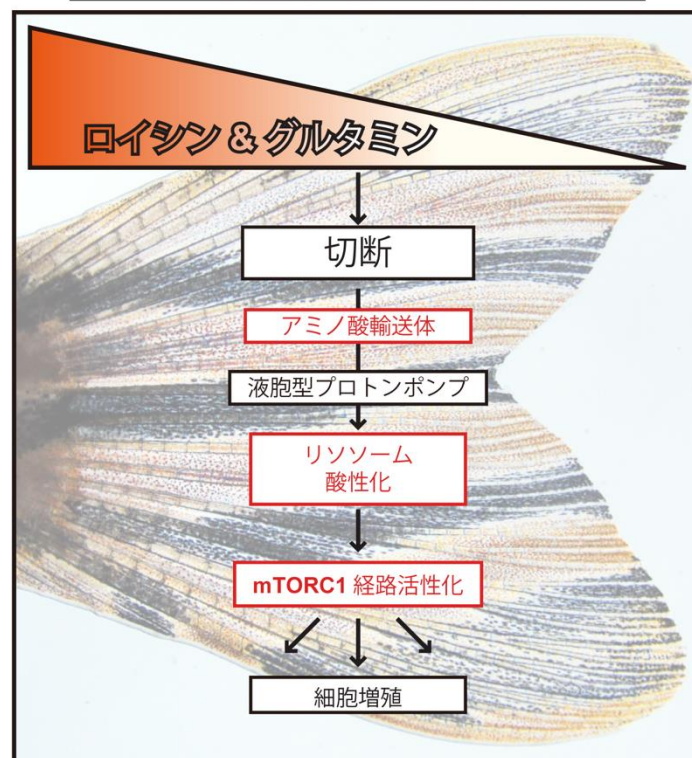 ロイシン & グルタミン
切断
アミノ酸輸送体
液胞型プロトンポンプ
リソソーム
酸性化
mTORC1 経路活性化
細胞増殖